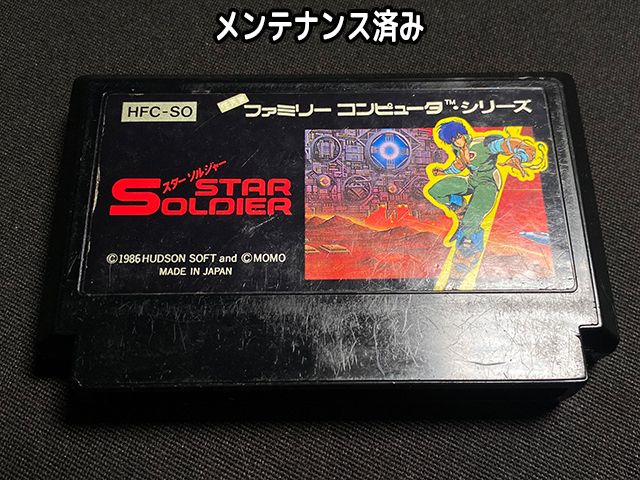 メンテナンス済み
HFC-SO
ファミリー コンピュータ™・シリーズ
スター ソルジャー
STAR
SOLDIER
©1986 HUDSON SOFT and ©MOMO
MADE IN JAPAN